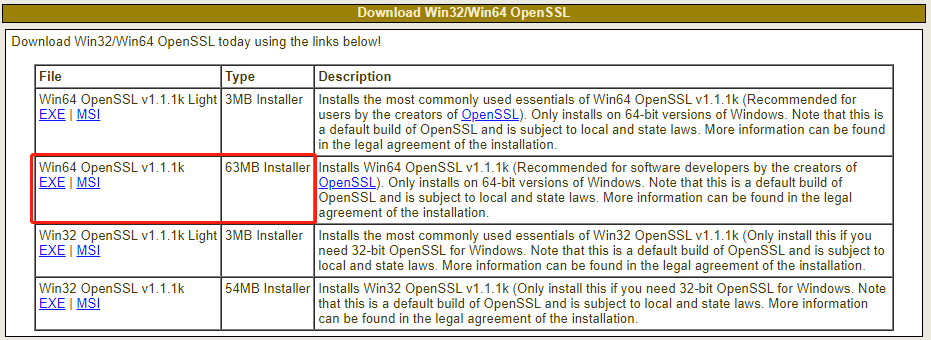 Download Win32/Win64 OpenSSL
Download Win32/Win64 OpenSSL today using the links below!
File Type Description
Win64 OpenSSL v1.1.1k Light 3MB Installer Installs the most commonly used essentials of Win64 OpenSSL v1.1.1k (Recommended for
EXE | MSI users by the creators of OpenSSL). Only installs on 64-bit versions of Windows. Note that this is
a default build of OpenSSL and is subject to local and state laws. More information can be found
in the legal agreement of the installation.
Win64 OpenSSL v1.1.1k 63MB Installer Installs Win64 OpenSSL v1.1.1k (Recommended for software developers by the creators of
EXE | MSI OpenSSL). Only installs on 64-bit versions of Windows. Note that this is a default build of
OpenSSL and is subject to local and state laws. More information can be found in the legal
agreement of the installation.
Win32 OpenSSL v1.1.1k Light 3MB Installer Installs the most commonly used essentials of Win32 OpenSSL v1.1.1k (Only install this if you
EXE | MSI need 32-bit OpenSSL for Windows. Note that this is a default build of OpenSSL and is subject to
local and state laws. More information can be found in the legal agreement of the installation.
Win32 OpenSSL v1.1.1k 54MB Installer Installs Win32 OpenSSL v1.1.1k (Only install this if you need 32-bit OpenSSL for Windows. Note
EXE | MSI that this is a default build of OpenSSL and is subject to local and state laws. More information
can be found in the legal agreement of the installation.